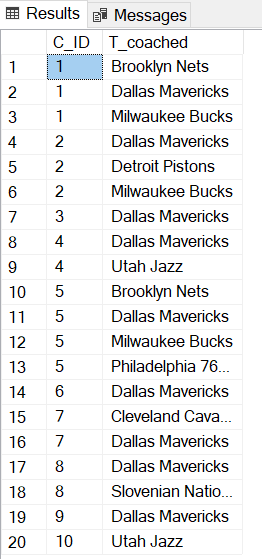 Results Messages
C_ID T_coached
1 1 Brooklyn Nets
2 1 Dallas Mavericks
3 1 Milwaukee Bucks
4 2 Dallas Mavericks
5 2 Detroit Pistons
6 2 Milwaukee Bucks
7 3 Dallas Mavericks
8 4 Dallas Mavericks
9 4 Utah Jazz
10 5 Brooklyn Nets
11 5 Dallas Mavericks
12 5 Milwaukee Bucks
13 5 Philadelphia 76...
14 6 Dallas Mavericks
15 7 Cleveland Cava...
16 7 Dallas Mavericks
17 8 Dallas Mavericks
18 8 Slovenian Natio...
19 9 Dallas Mavericks
20 10 Utah Jazz